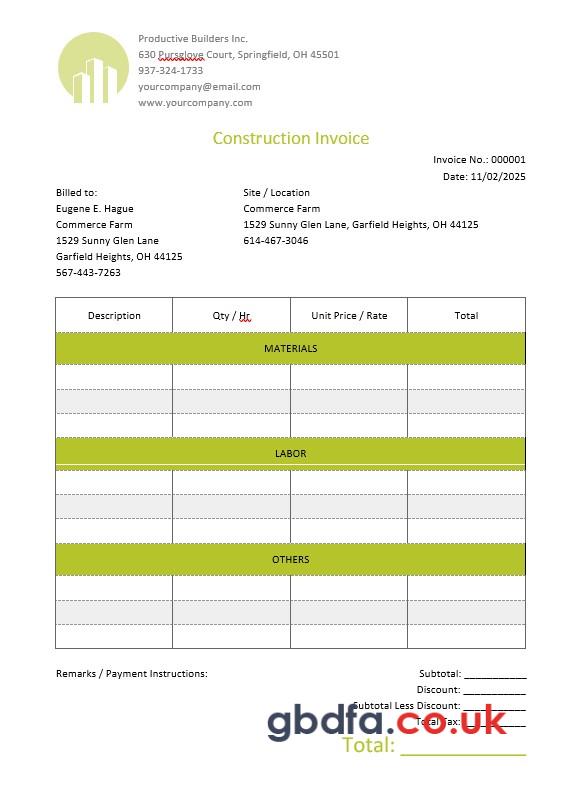 Productive Builders Inc.
630 Pursglove Court, Springfield, OH 45501
937-324-1733
yourcompany@email.com
www.yourcompany.com
Construction Invoice
Invoice No.: 000001
Date: 11/02/2025
Billed to:
Eugene E. Hague
Commerce Farm
1529 Sunny Glen Lane
Garfield Heights, OH 44125
567-443-7263
Site / Location
Commerce Farm
1529 Sunny Glen Lane, Garfield Heights, OH 44125
614-467-3046
Description Qty / Hr Unit Price / Rate Total
MATERIALS
LABOR
OTHERS
Remarks / Payment Instructions:
Subtotal: ___________
Discount: ___________
Subtotal Less Discount: ___________
Total Tax: ___________
gbdfa.co.uk
Total: ___________